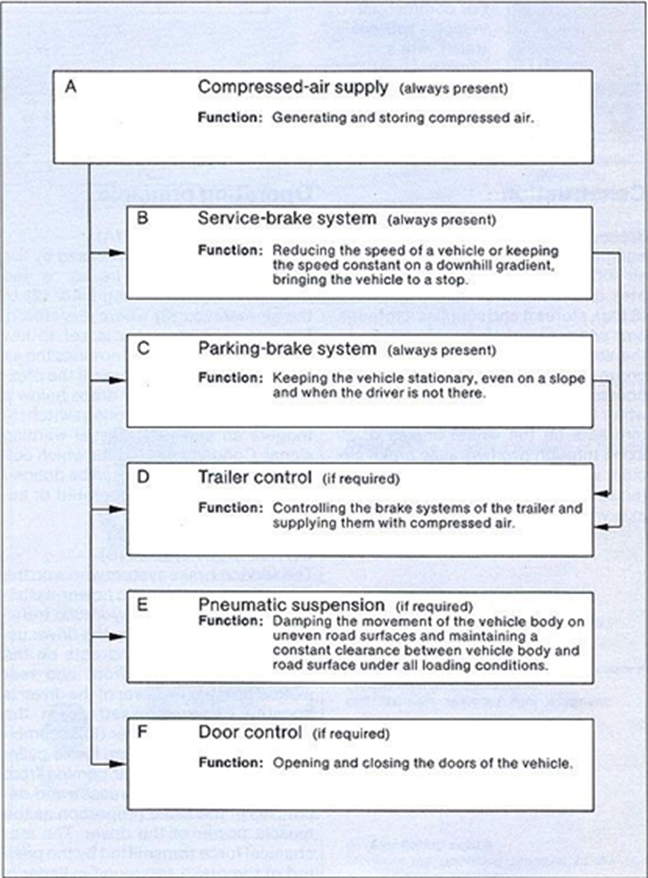 A Compressed-air supply (always present)
Function: Generating and storing compressed air.
B Service-brake system (always present)
Function: Reducing the speed of a vehicle or keeping
the speed constant on a downhill gradient,
bringing the vehicle to a stop.
C Parking-brake system (always present)
Function: Keeping the vehicle stationary, even on a slope
and when the driver is not there.
D Trailer control (if required)
Function: Controlling the brake systems of the trailer and
supplying them with compressed air.
E Pneumatic suspension (if required)
Function: Damping the movement of the vehicle body on
uneven road surfaces and maintaining a
constant clearance between vehicle body and
road surface under all loading conditions.
F Door control (if required)
Function: Opening and closing the doors of the vehicle.